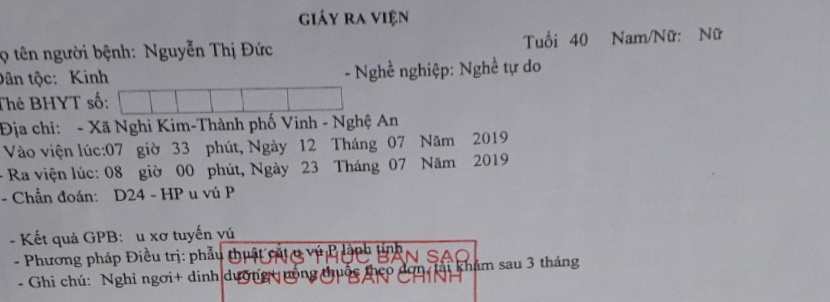 GIẤY RA VIỆN
ọ tên người bệnh: Nguyễn Thị Đức Tuổi 40 Nam/Nữ: Nữ
Dân tộc: Kinh - Nghề nghiệp: Nghề tự do
Thẻ BHYT số:
Địa chỉ: - Xã Nghi Kim-Thành phố Vinh - Nghệ An
Vào viện lúc:07 giờ 33 phút, Ngày 12 Tháng 07 Năm 2019
- Ra viện lúc: 08 giờ 00 phút, Ngày 23 Tháng 07 Năm 2019
- Chẩn đoán: D24 - HP u vú P
- Kết quả GPB: u xơ tuyến vú
- Phương pháp Điều trị: phẫu thuật cắt u vú P lành tính
CHỨNG THỰC BẢN SAO
- Ghi chú: Nghỉ ngơi+ dinh dưỡng+ uống thuốc theo đơn, tái khám sau 3 tháng
ĐÚNG VỚI BẢN CHÍNH